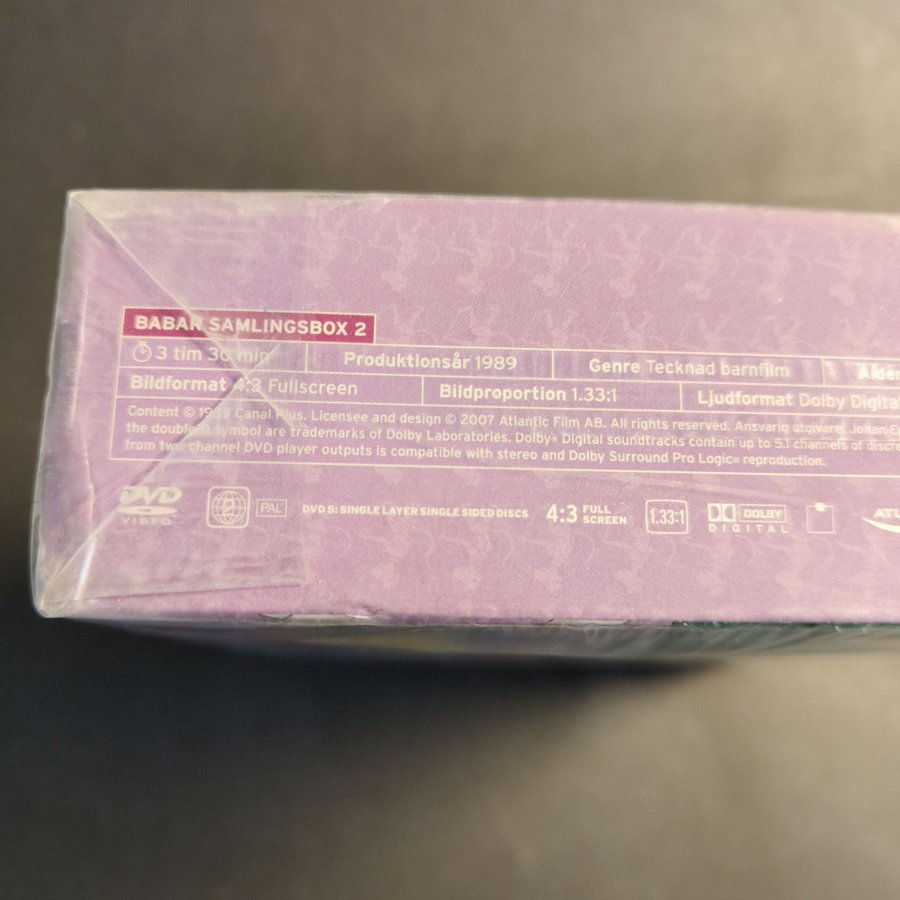 BABAR SAMLINGSBOX 2
3 tim 30 min Produktionsår 1989 Genre Tecknad barnfilm Ålder
Bildformat 4:3 Fullscreen Bildproportion 1.33:1 Ljudformat Dolby Digital
Content © 1989 Canal Plus. Licensee and design © 2007 Atlantic Film AB. All rights reserved. Ansvarig utgivare: Johan
the double-D symbol are trademarks of Dolby Laboratories. Dolby® Digital soundtracks contain up to 5.1 channels of
from two-channel DVD player outputs is compatible with stereo and Dolby Surround Pro Logic® reproduction.
DVD VIDEO 2 PAL DVD 5: SINGLE LAYER SINGLE SIDED DISCS 4:3 FULL SCREEN 1.33:1 DOLBY DIGITAL ATL